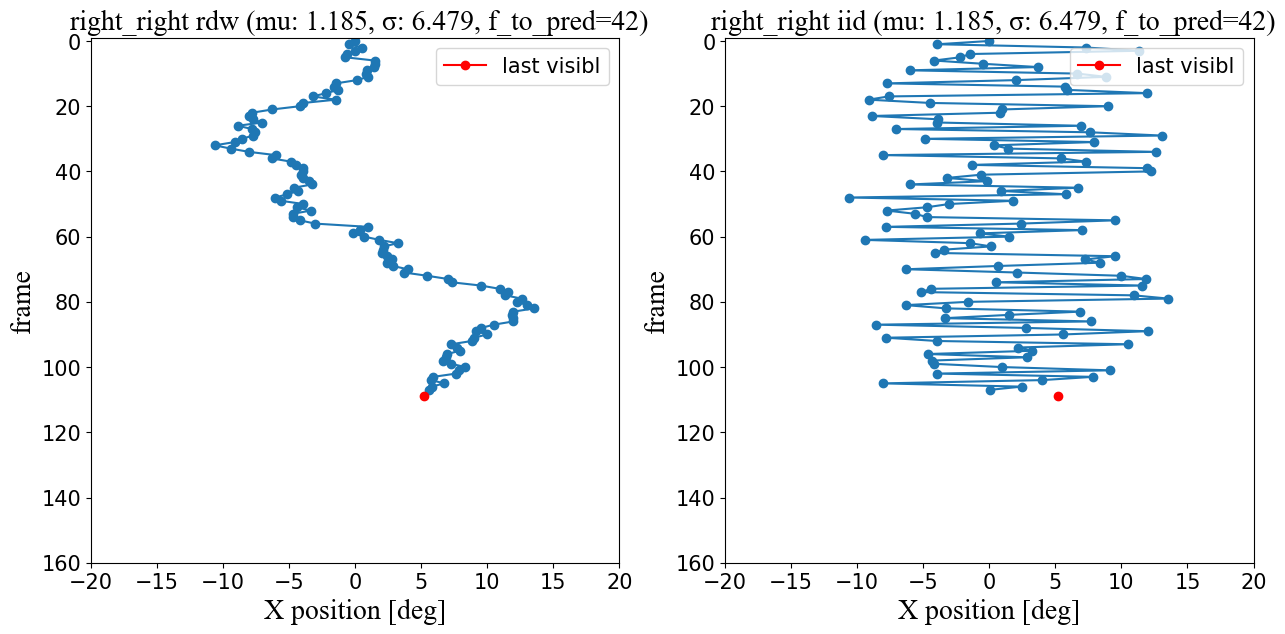 right_right rdw (mu: 1.185, σ: 6.479, f_to_pred=42)
last visibl
0
20
40
60
80
100
120
140
160
frame
−20 −15 −10 −5 0 5 10 15 20
X position [deg]
right_right iid (mu: 1.185, σ: 6.479, f_to_pred=42)
last visibl
0
20
40
60
80
100
120
140
160
frame
−20 −15 −10 −5 0 5 10 15 20
X position [deg]